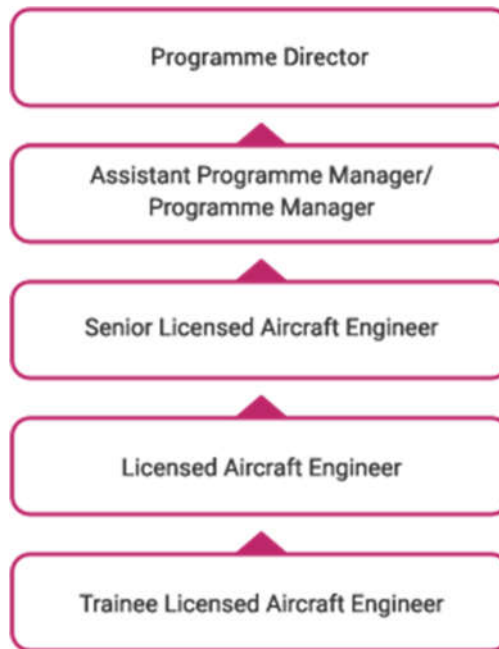 Programme Director
Assistant Programme Manager/
Programme Manager
Senior Licensed Aircraft Engineer
Licensed Aircraft Engineer
Trainee Licensed Aircraft Engineer